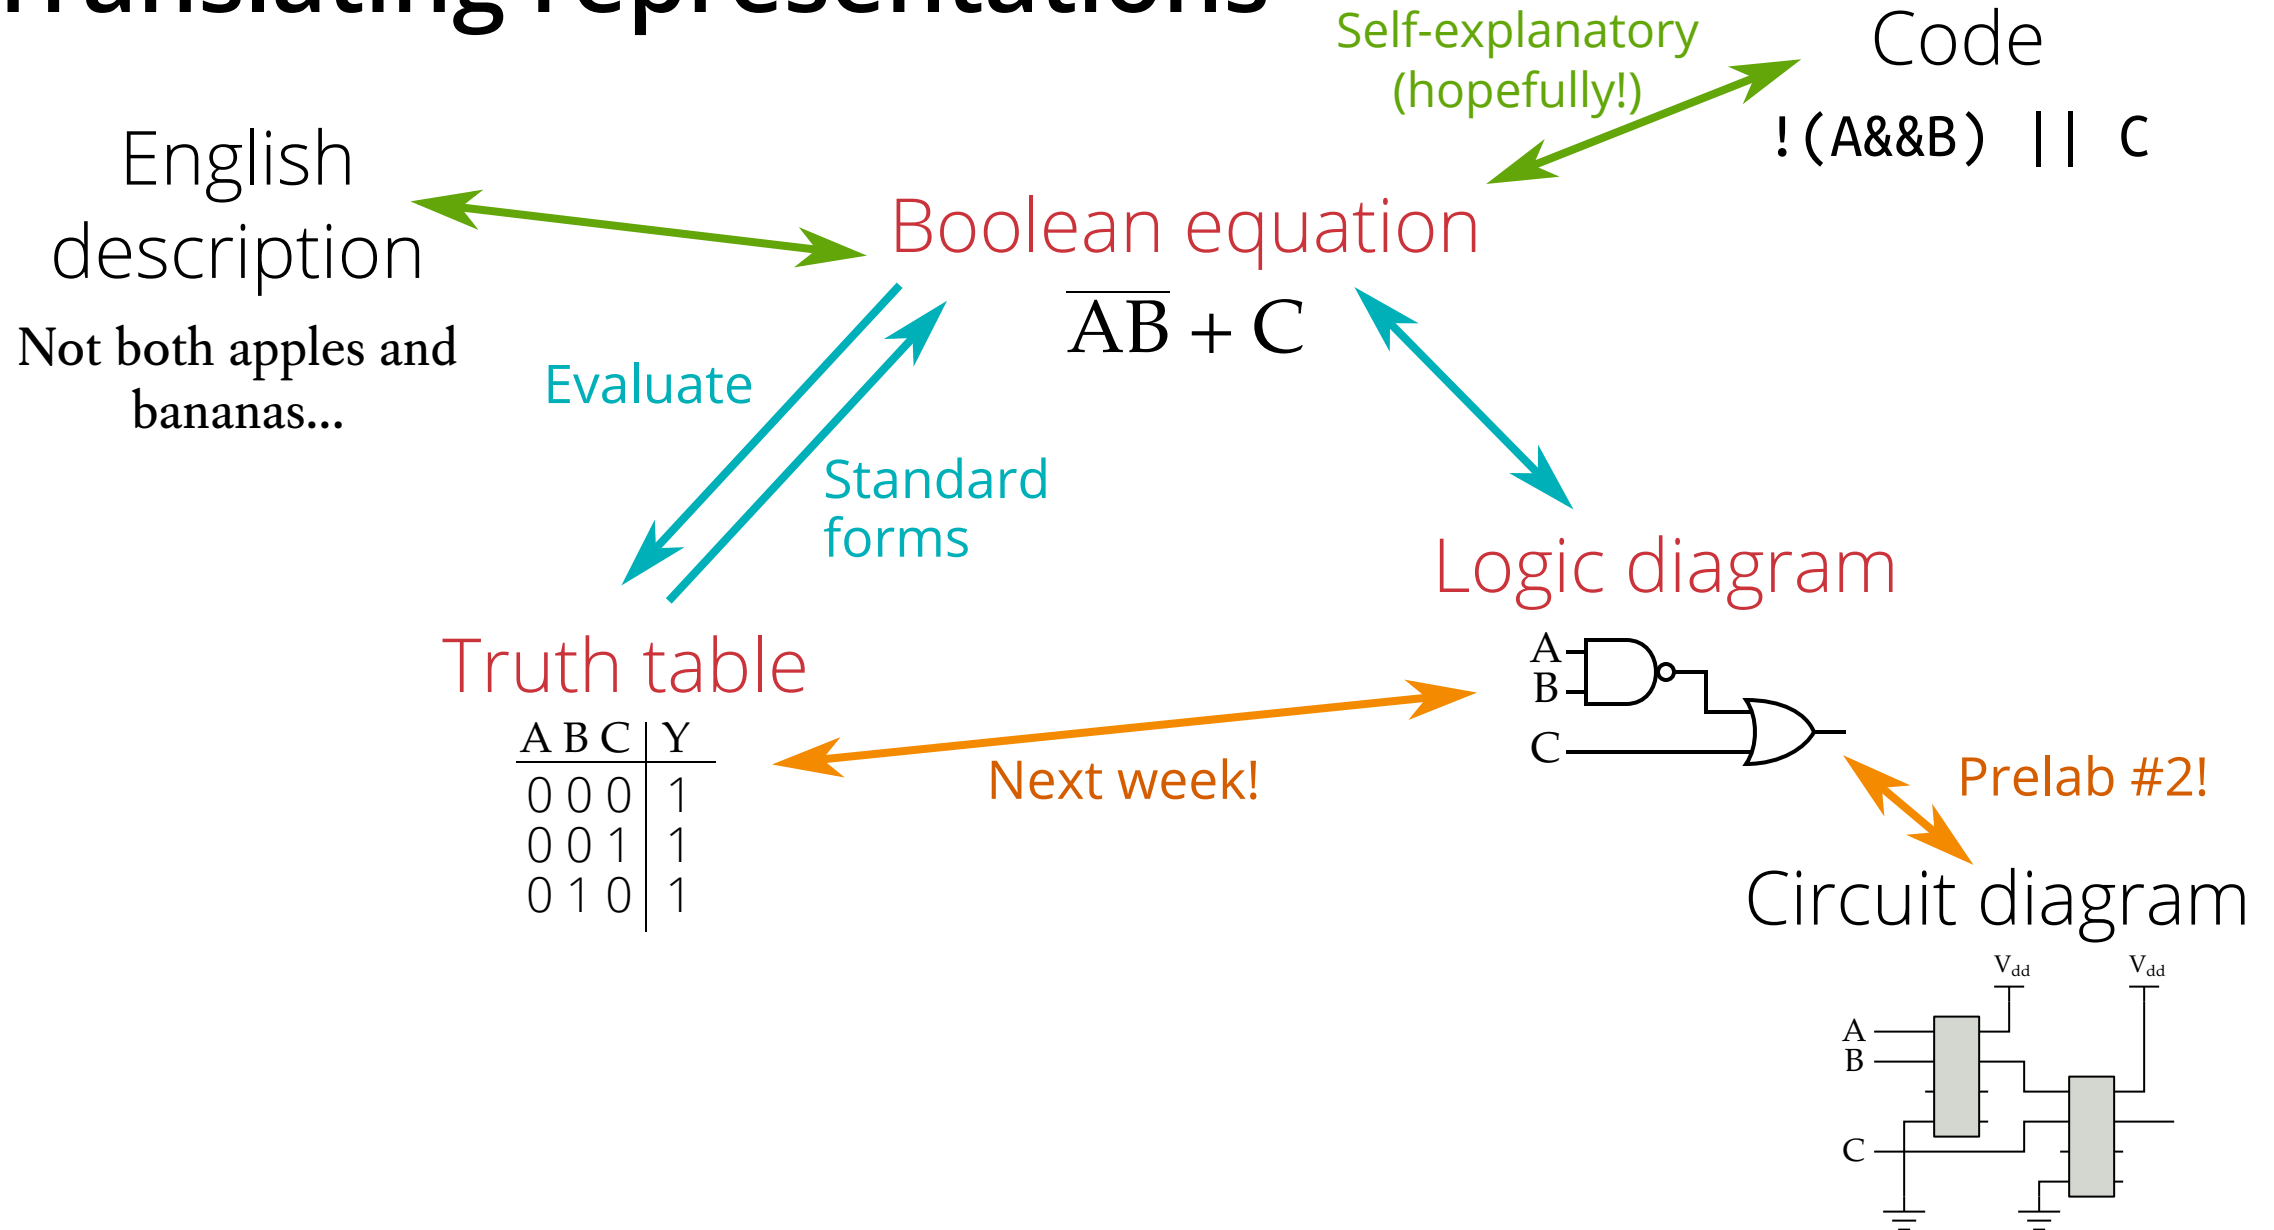 Translating representations
Self-explanatory
(hopefully!)
Code
!(A&&B) || C
English
description
Not both apples and
bananas...
Boolean equation
A̅B̅ + C
Evaluate
Standard
forms
Logic diagram
A
B
C
Truth table
A B C Y
0 0 0 1
0 0 1 1
0 1 0 1
Next week!
Prelab #2!
Circuit diagram
Vdd Vdd
A
B
C